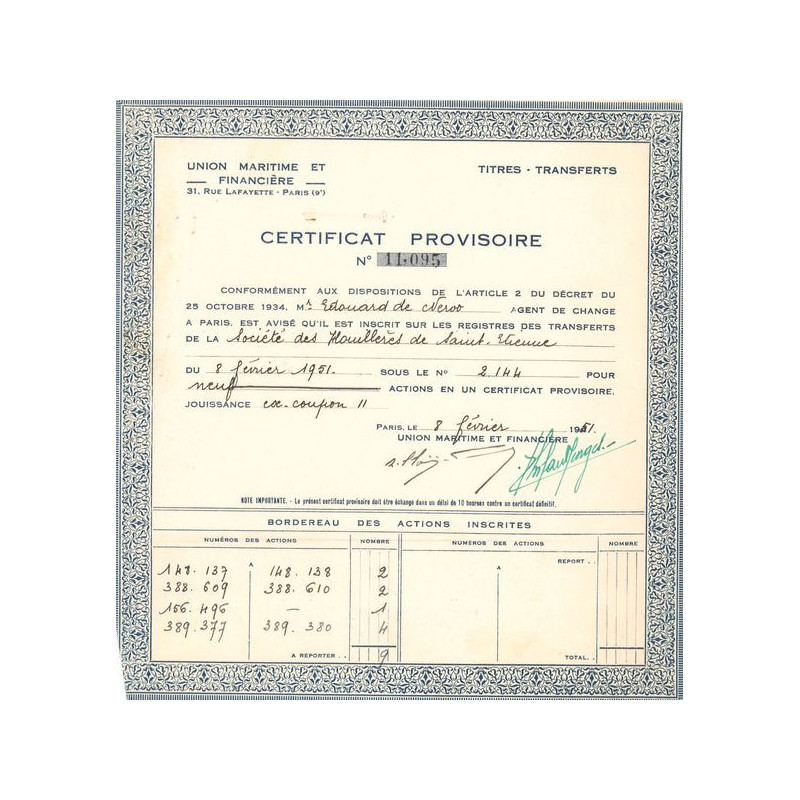 UNION MARITIME ET
FINANCIÈRE
31, RUE LAFAYETTE - PARIS (9ᵉ)
TITRES - TRANSFERTS
CERTIFICAT PROVISOIRE
N° 11.095
CONFORMÉMENT AUX DISPOSITIONS DE L'ARTICLE 2 DU DÉCRET DU
25 OCTOBRE 1934, Mr Edouard de Nervo AGENT DE CHANGE
A PARIS, EST AVISÉ QU'IL EST INSCRIT SUR LES REGISTRES DES TRANSFERTS
DE LA Société des Houillères de Saint-Etienne
DU 8 février 1951. SOUS LE N° 2.144 POUR
neuf ACTIONS EN UN CERTIFICAT PROVISOIRE,
JOUISSANCE ex-coupon 11
PARIS, LE 8 février 1951.
UNION MARITIME ET FINANCIÈRE
NOTE IMPORTANTE. - Le présent certificat provisoire doit être échangé dans un délai de 10 bourses contre un certificat définitif.
BORDEREAU DES ACTIONS INSCRITES
NUMÉROS DES ACTIONS NOMBRE NUMÉROS DES ACTIONS NOMBRE
A A REPORT . .
148.137 148.138 2
388.609 388.610 2
156.496 — 1
389.377 389.380 4
A REPORTER . . 9 TOTAL. . .